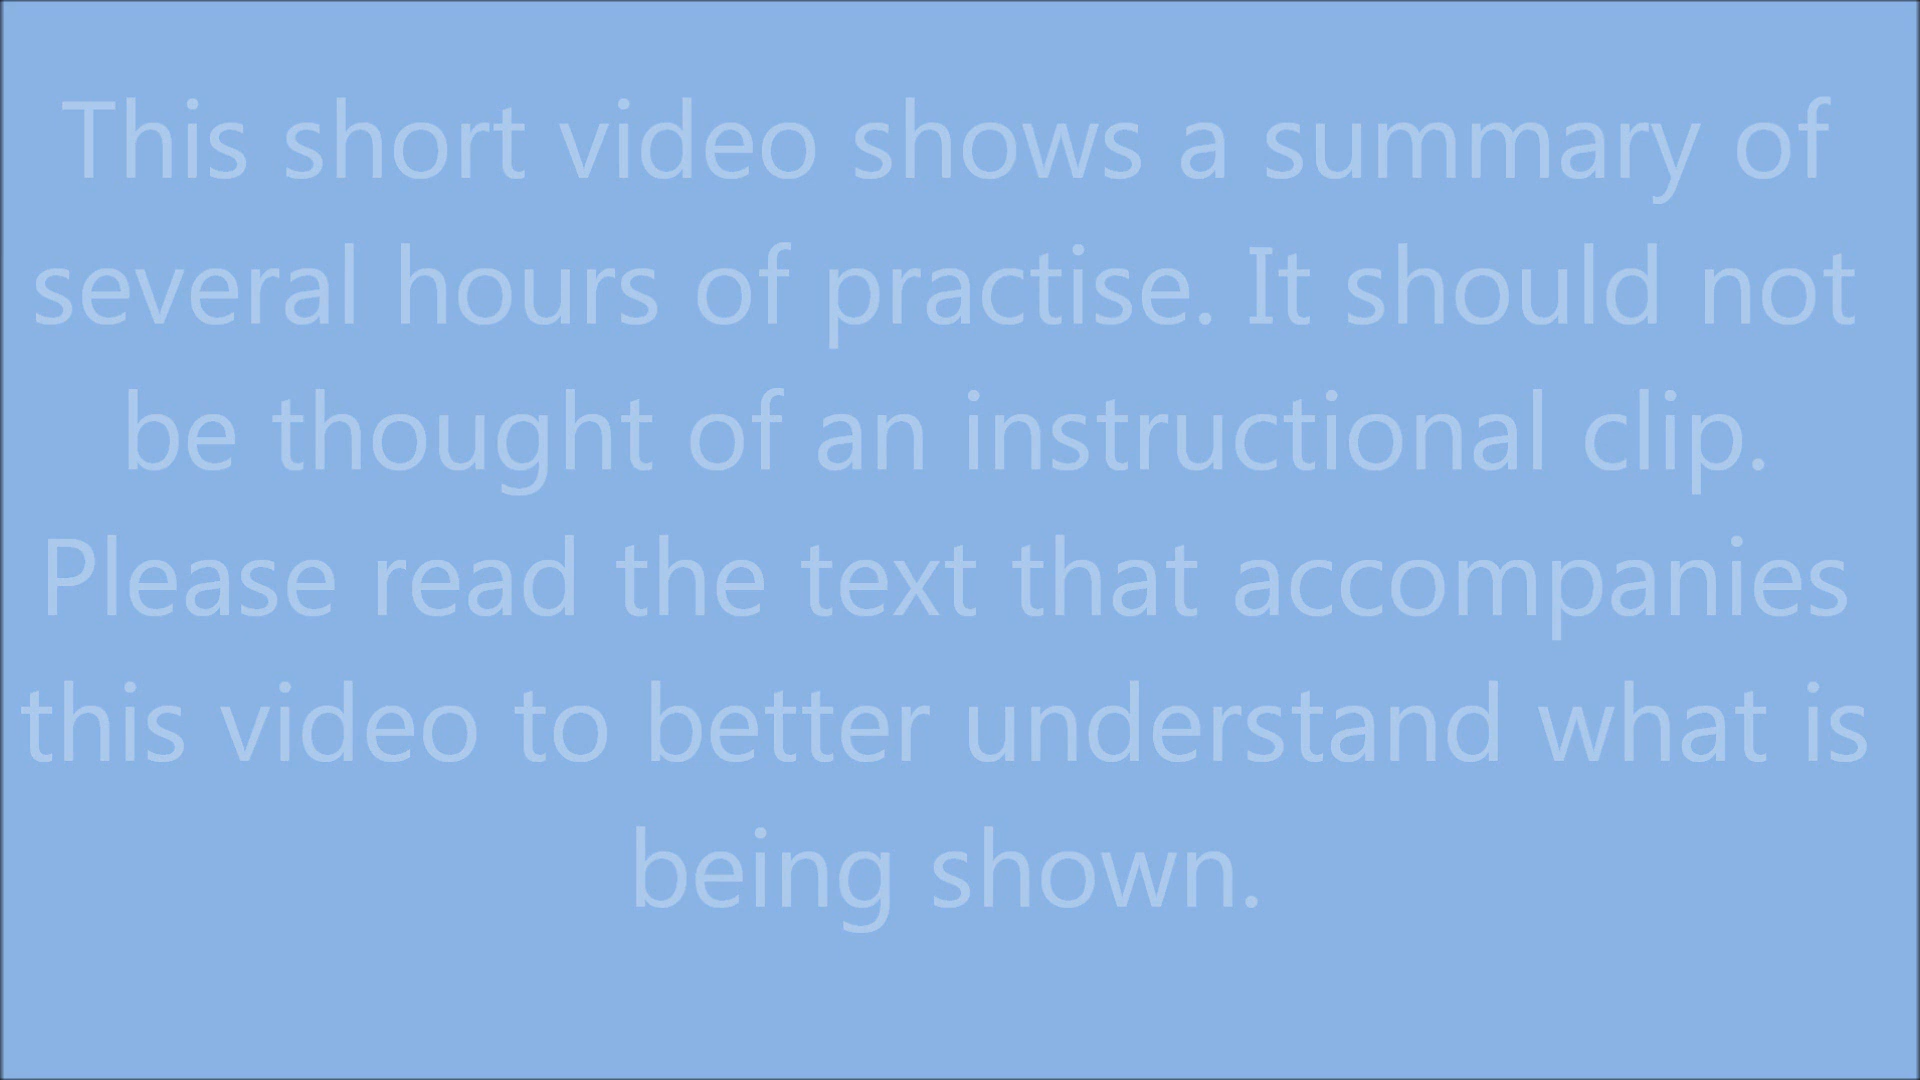 This short video shows a summary of
several hours of practise. It should not
be thought of an instructional clip.
Please read the text that accompanies
this video to better understand what is
being shown.